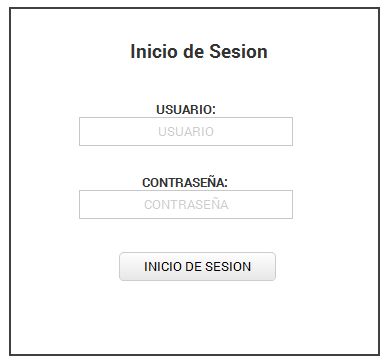 Inicio de Sesion
USUARIO:
USUARIO
CONTRASEÑA:
CONTRASEÑA
INICIO DE SESION